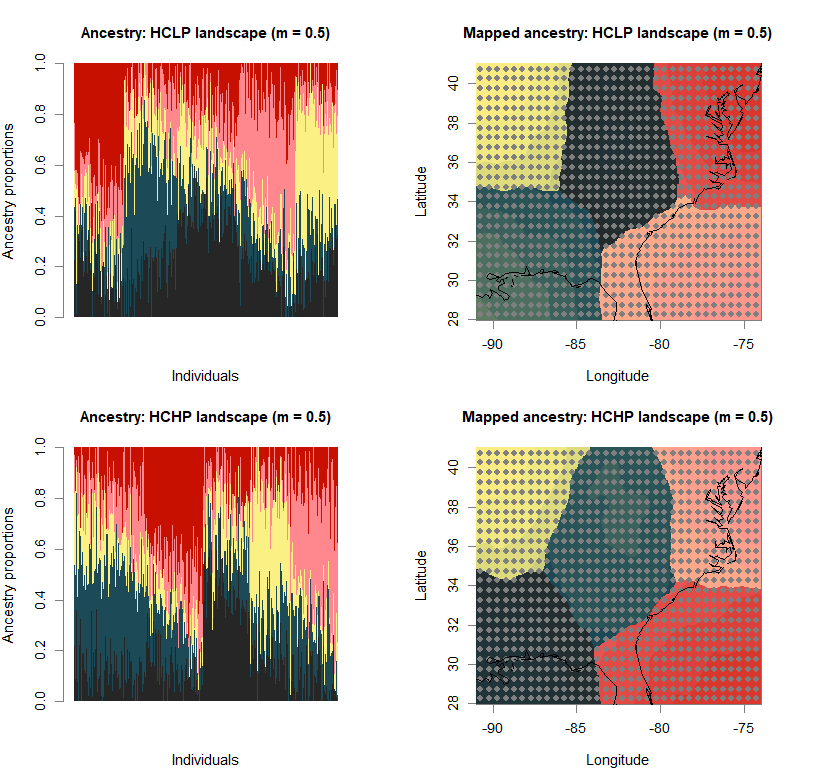 Ancestry: HCLP landscape (m = 0.5)
Ancestry proportions
0.0 0.2 0.4 0.6 0.8 1.0
Individuals
Mapped ancestry: HCLP landscape (m = 0.5)
Latitude
28 30 32 34 36 38 40
-90 -85 -80 -75
Longitude
Ancestry: HCHP landscape (m = 0.5)
Ancestry proportions
0.0 0.2 0.4 0.6 0.8 1.0
Individuals
Mapped ancestry: HCHP landscape (m = 0.5)
Latitude
28 30 32 34 36 38 40
-90 -85 -80 -75
Longitude